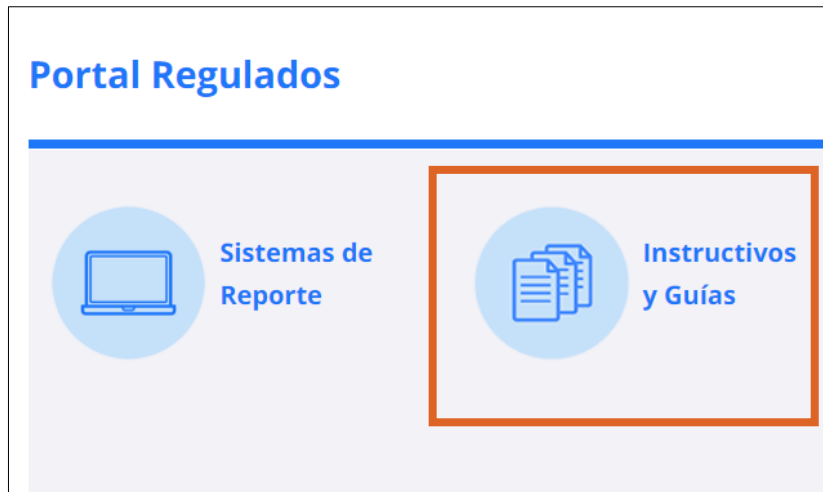 Portal Regulados
Sistemas de
Reporte
Instructivos
y Guías